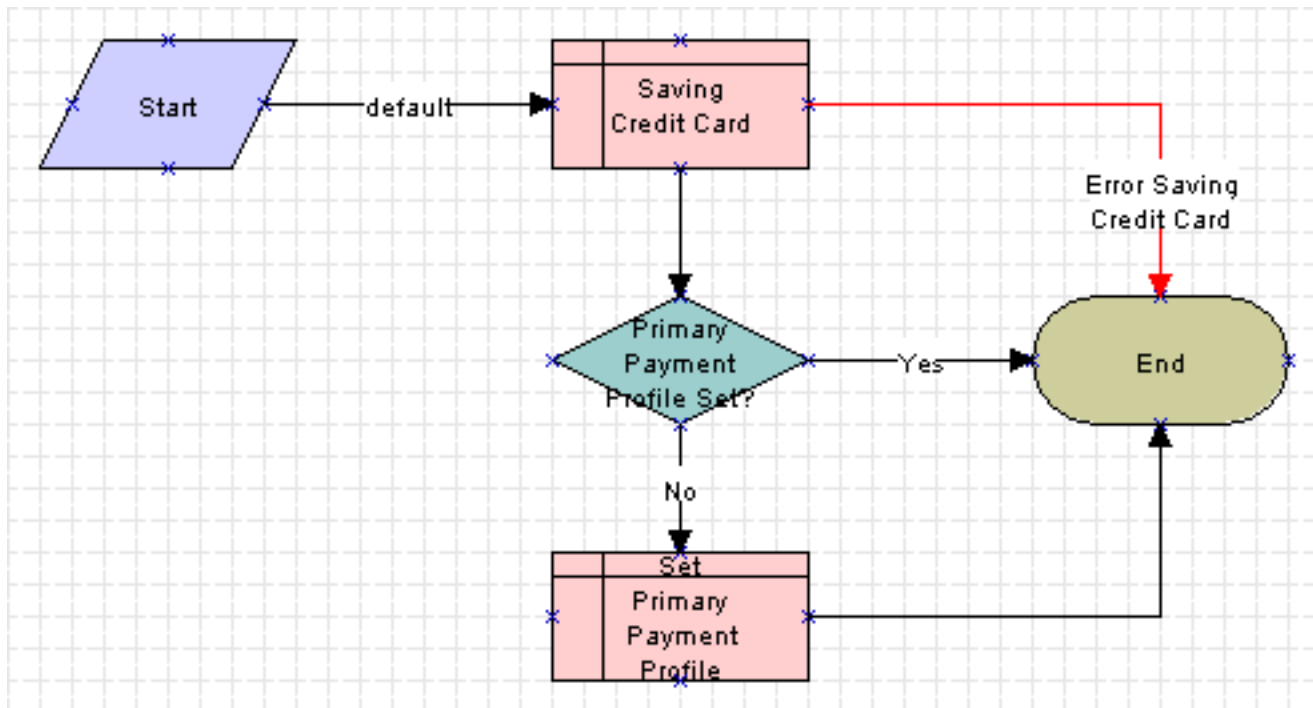 Start
default
Saving
Credit Card
Error Saving
Credit Card
Primary
Payment
Profile Set?
Yes
End
No
Set
Primary
Payment
Profile